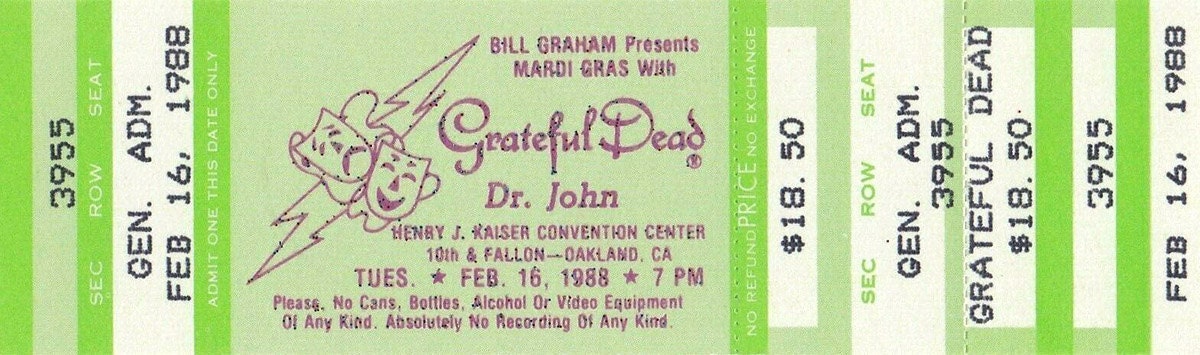 3955
SEC ROW SEAT
GEN. ADM.
FEB 16, 1988
ADMIT ONE THIS DATE ONLY
BILL GRAHAM Presents
MARDI GRAS With
Grateful Dead ®
Dr. John
HENRY J. KAISER CONVENTION CENTER
10th & FALLON—OAKLAND, CA
TUES. ★ FEB. 16, 1988 ★ 7 PM
Please, No Cans, Bottles, Alcohol Or Video Equipment
Of Any Kind. Absolutely No Recording Of Any Kind.
NO REFUND PRICE NO EXCHANGE
$18.50
SEC ROW SEAT
GEN. ADM.
3955
GRATEFUL DEAD
$18.50
3955
FEB 16, 1988